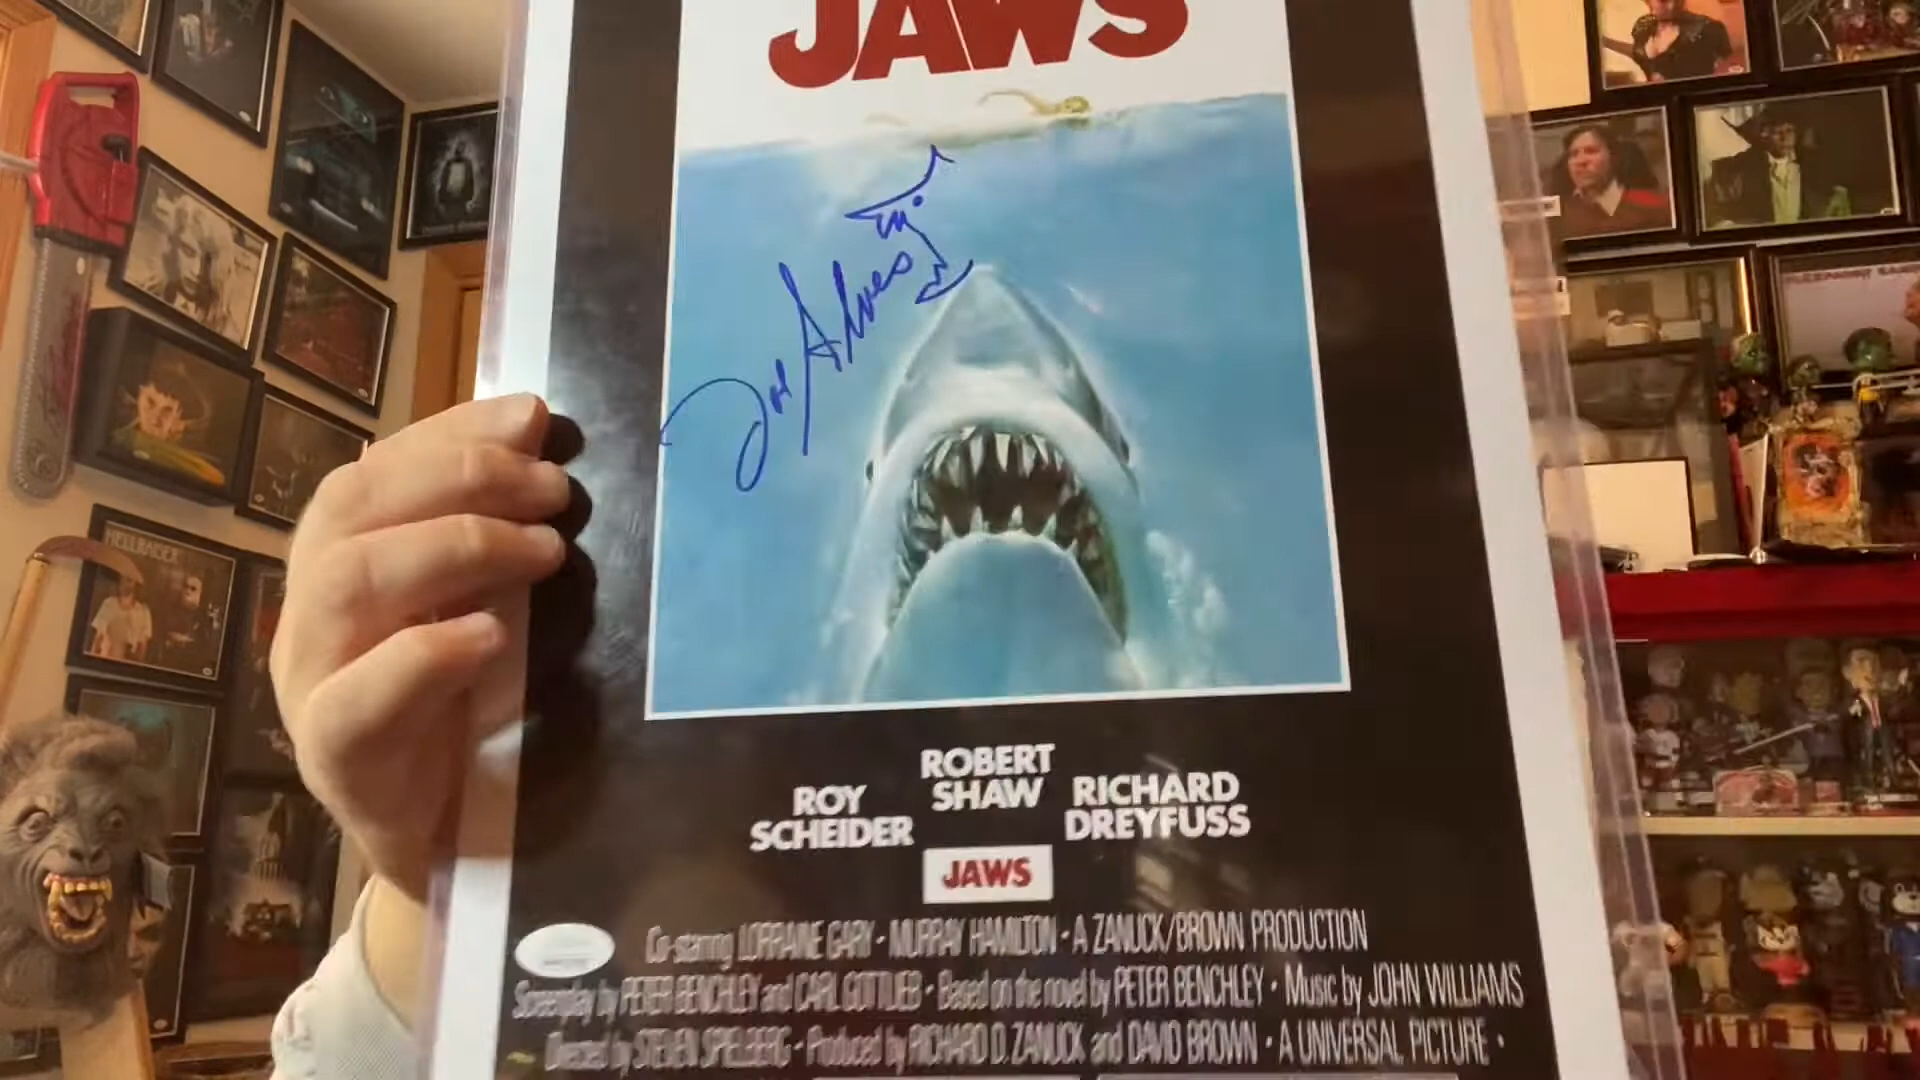 JAWS
Joe Alves
ROBERT
SHAW
ROY
SCHEIDER
RICHARD
DREYFUSS
JAWS
Co-starring LORRAINE GARY • MURRAY HAMILTON • A ZANUCK/BROWN PRODUCTION
Screenplay by PETER BENCHLEY and CARL GOTTLIEB • Based on the novel by PETER BENCHLEY • Music by JOHN WILLIAMS
Directed by STEVEN SPIELBERG • Produced by RICHARD D. ZANUCK and DAVID BROWN • A UNIVERSAL PICTURE •
HELLRAISER